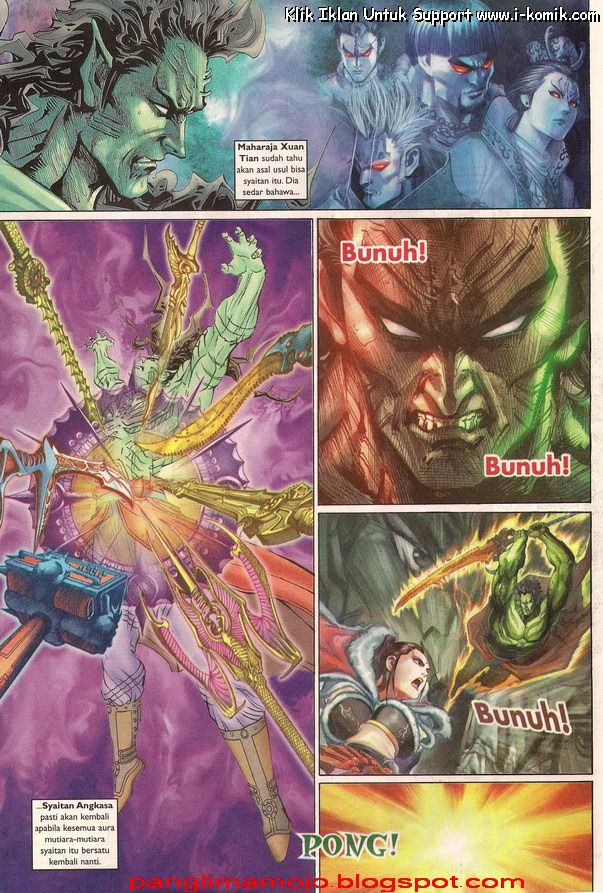 Klik Iklan Untuk Support www.i-komik.com
Maharaja Xuan
Tian sudah tahu
akan asal usul bisa
syaitan itu. Dia
sedar bahawa...
Bunuh!
Bunuh!
Bunuh!
...Syaitan Angkasa
pasti akan kembali
apabila kesemua aura
mutiara-mutiara
syaitan itu bersatu
kembali nanti.
PONG!
panglimamojo.blogspot.com